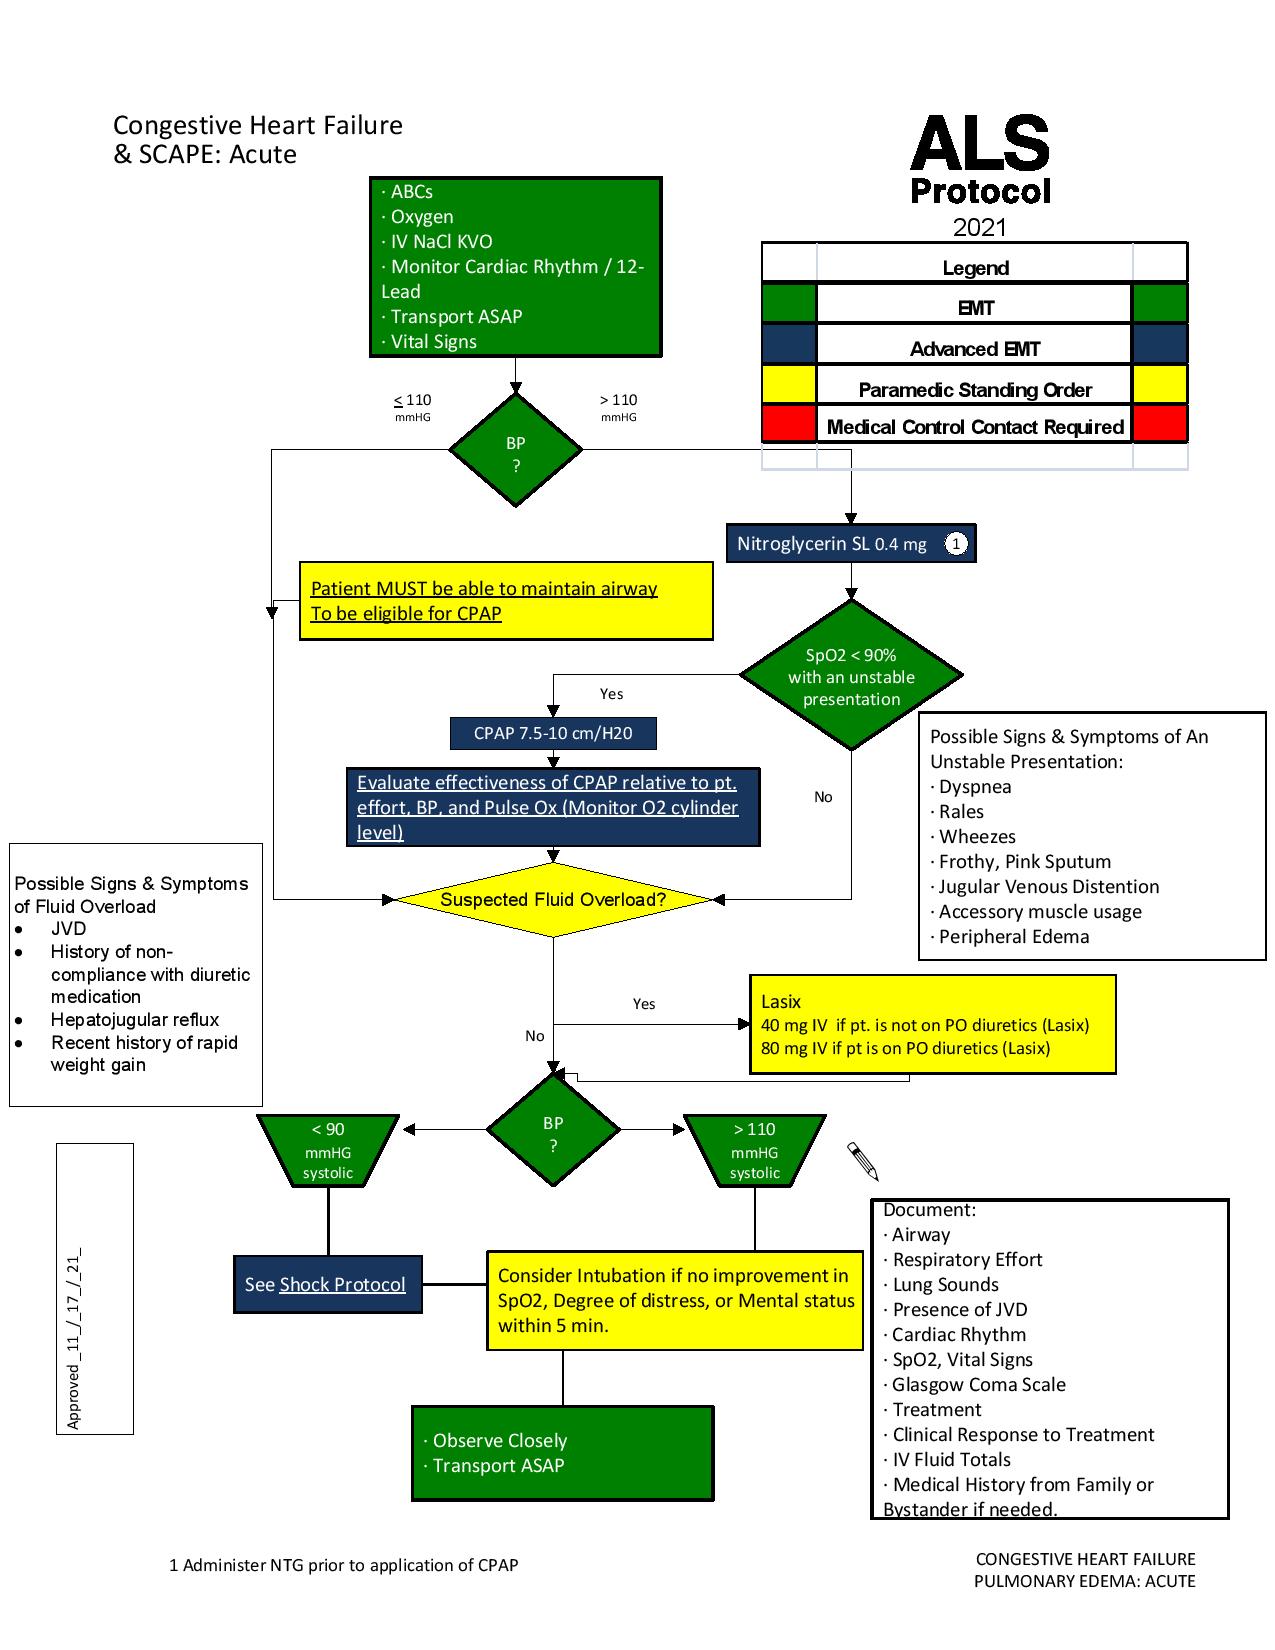 Congestive Heart Failure
& SCAPE: Acute
ALS
Protocol
2021
Legend
EMT
Advanced EMT
Paramedic Standing Order
Medical Control Contact Required
· ABCs
· Oxygen
· IV NaCl KVO
· Monitor Cardiac Rhythm / 12-
Lead
· Transport ASAP
· Vital Signs
< 110
mmHG
> 110
mmHG
BP
?
Nitroglycerin SL 0.4 mg 1
Patient MUST be able to maintain airway
To be eligible for CPAP
SpO2 < 90%
with an unstable
presentation
Yes
CPAP 7.5-10 cm/H20
Evaluate effectiveness of CPAP relative to pt.
effort, BP, and Pulse Ox (Monitor O2 cylinder
level)
No
Possible Signs & Symptoms of An
Unstable Presentation:
· Dyspnea
· Rales
· Wheezes
· Frothy, Pink Sputum
· Jugular Venous Distention
· Accessory muscle usage
· Peripheral Edema
Suspected Fluid Overload?
Possible Signs & Symptoms
of Fluid Overload
● JVD
● History of non-
compliance with diuretic
medication
● Hepatojugular reflux
● Recent history of rapid
weight gain
Yes
No
Lasix
40 mg IV if pt. is not on PO diuretics (Lasix)
80 mg IV if pt is on PO diuretics (Lasix)
BP
?
< 90
mmHG
systolic
> 110
mmHG
systolic
See Shock Protocol
Consider Intubation if no improvement in
SpO2, Degree of distress, or Mental status
within 5 min.
· Observe Closely
· Transport ASAP
Document:
· Airway
· Respiratory Effort
· Lung Sounds
· Presence of JVD
· Cardiac Rhythm
· SpO2, Vital Signs
· Glasgow Coma Scale
· Treatment
· Clinical Response to Treatment
· IV Fluid Totals
· Medical History from Family or
Bystander if needed.
Approved _11_/_17_/_21_
1 Administer NTG prior to application of CPAP
CONGESTIVE HEART FAILURE
PULMONARY EDEMA: ACUTE